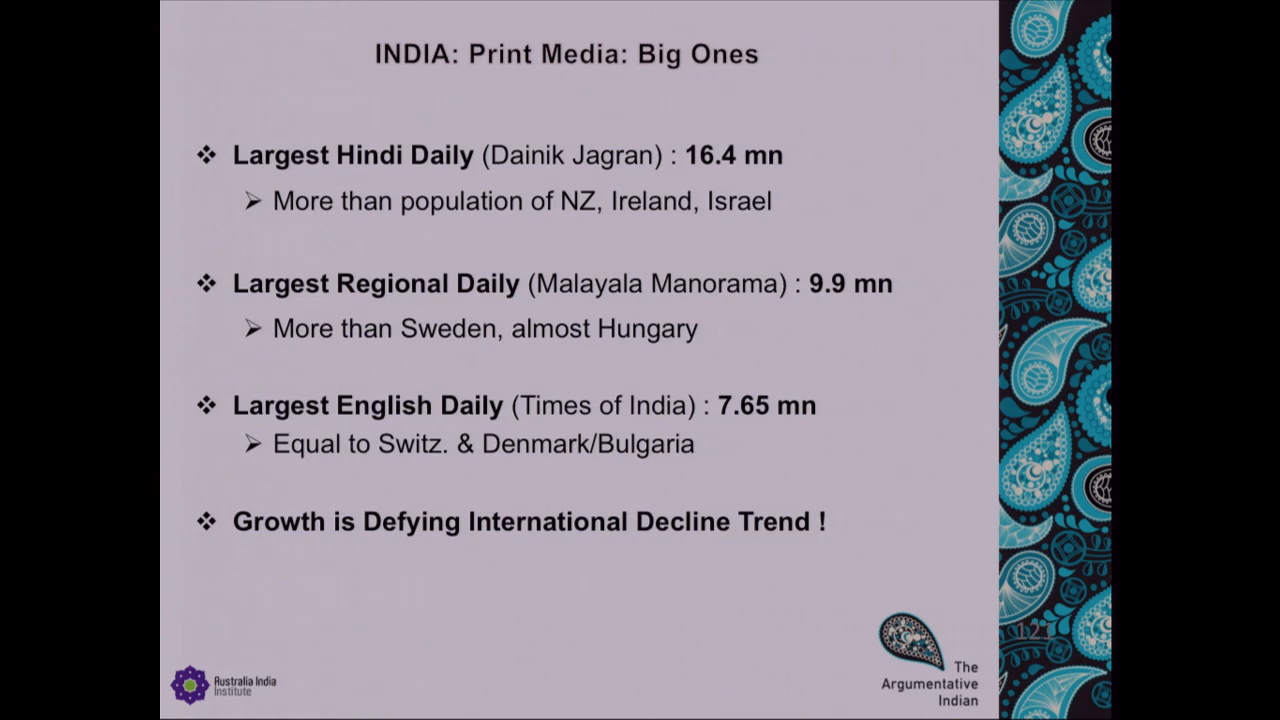 INDIA: Print Media: Big Ones
❖ Largest Hindi Daily (Dainik Jagran) : 16.4 mn
➢ More than population of NZ, Ireland, Israel
❖ Largest Regional Daily (Malayala Manorama) : 9.9 mn
➢ More than Sweden, almost Hungary
❖ Largest English Daily (Times of India) : 7.65 mn
➢ Equal to Switz. & Denmark/Bulgaria
❖ Growth is Defying International Decline Trend !
Australia India
Institute
The
Argumentative
Indian